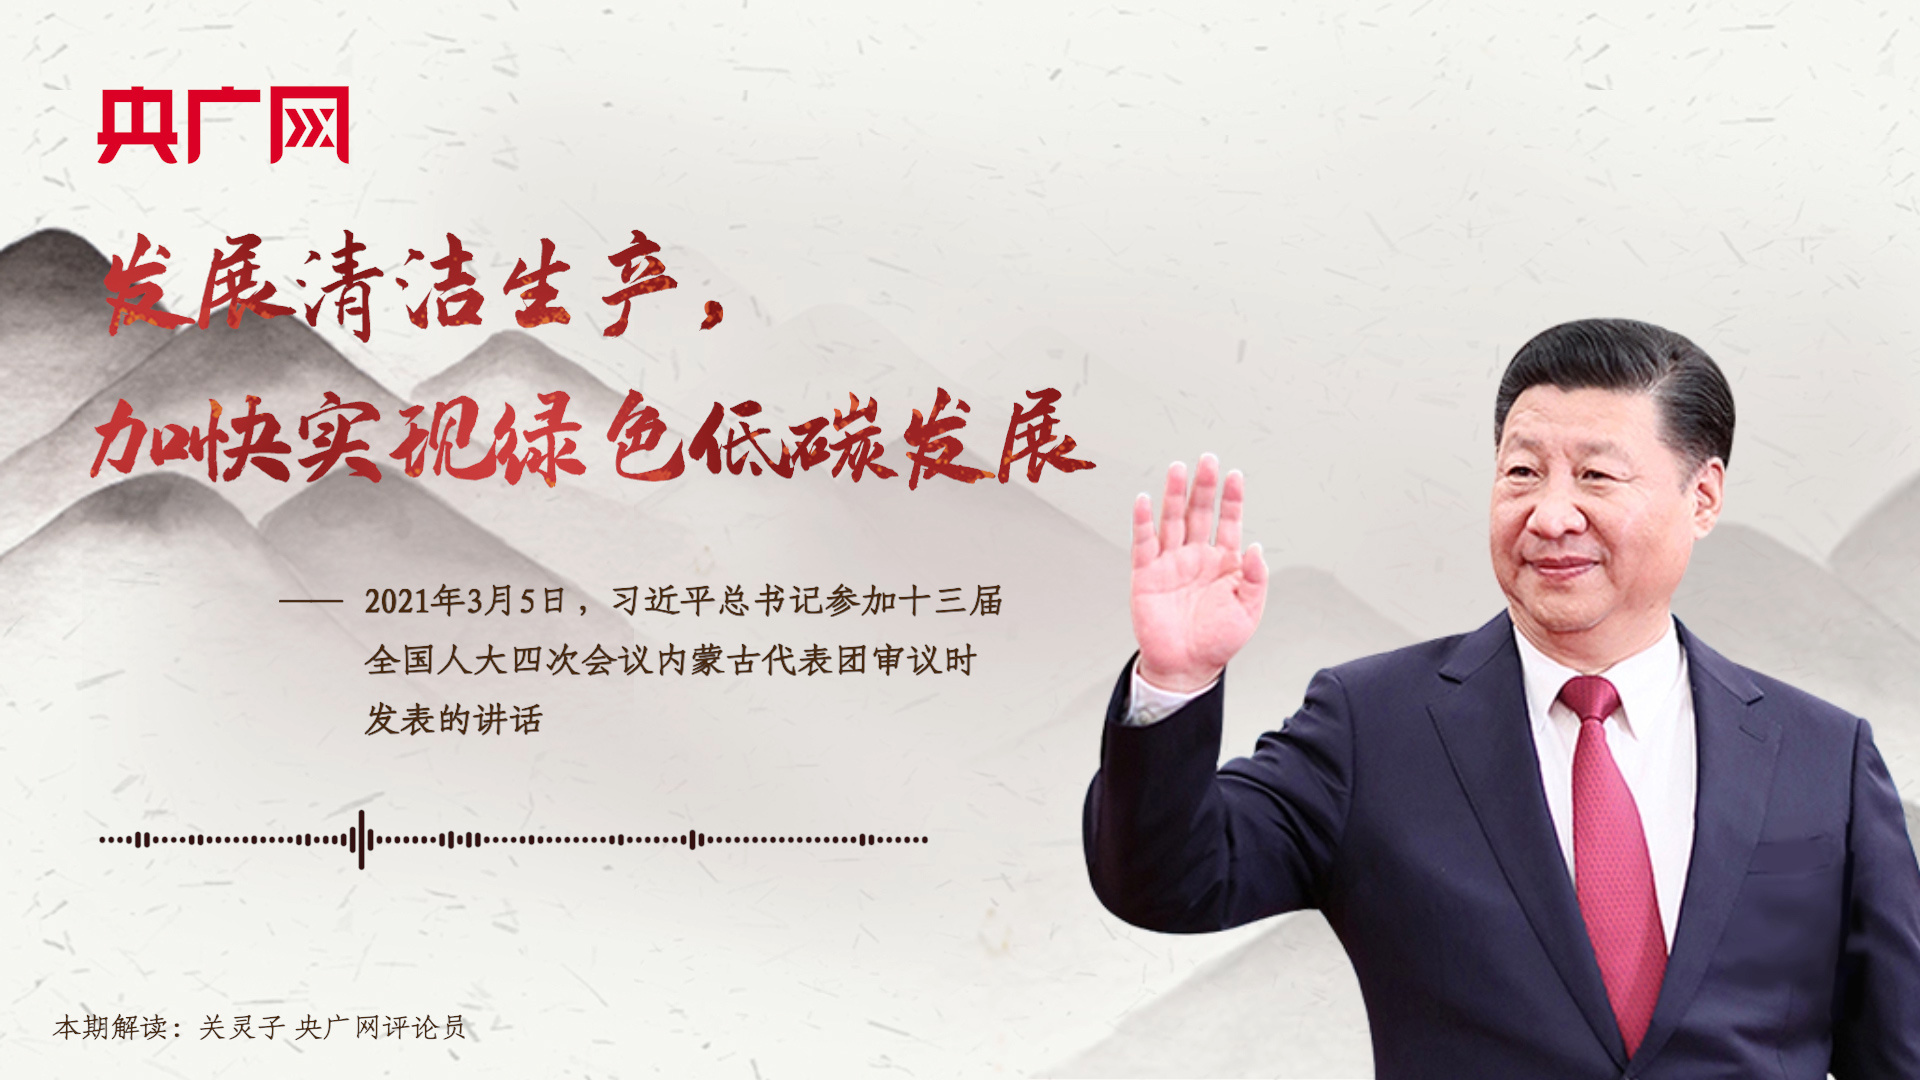 央广网
发展清洁生产，
加快实现绿色低碳发展
——2021年3月5日，习近平总书记参加十三届
全国人大四次会议内蒙古代表团审议时
发表的讲话
本期解读：关灵子 央广网评论员